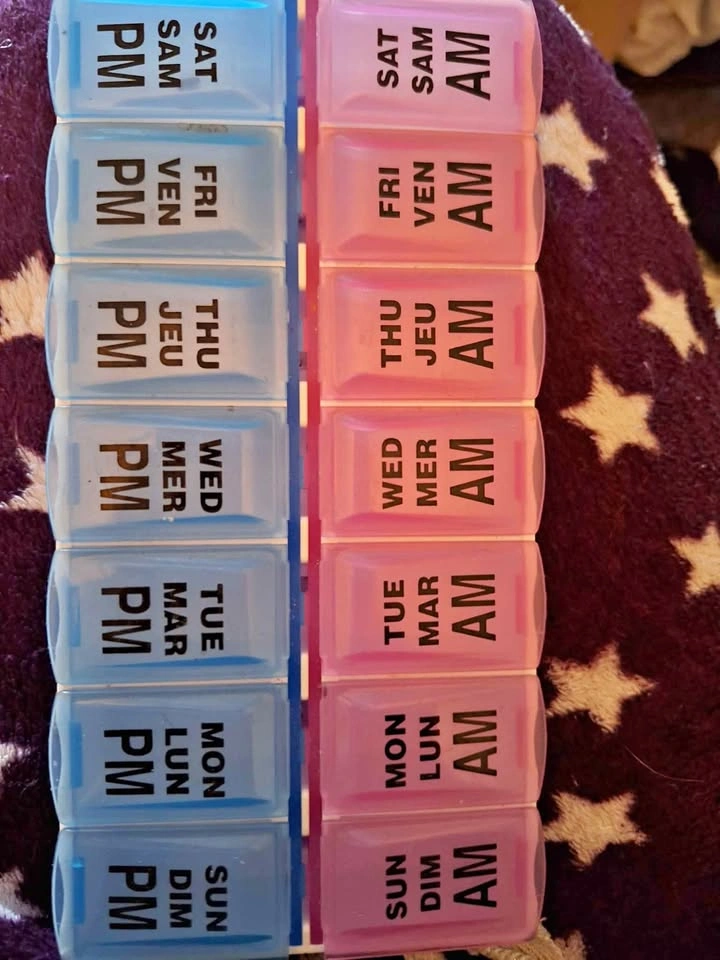 SAT
SAM
PM
SAT
SAM
AM
FRI
VEN
PM
FRI
VEN
AM
THU
JEU
PM
THU
JEU
AM
WED
MER
PM
WED
MER
AM
TUE
MAR
PM
TUE
MAR
AM
MON
LUN
PM
MON
LUN
AM
SUN
DIM
PM
SUN
DIM
AM